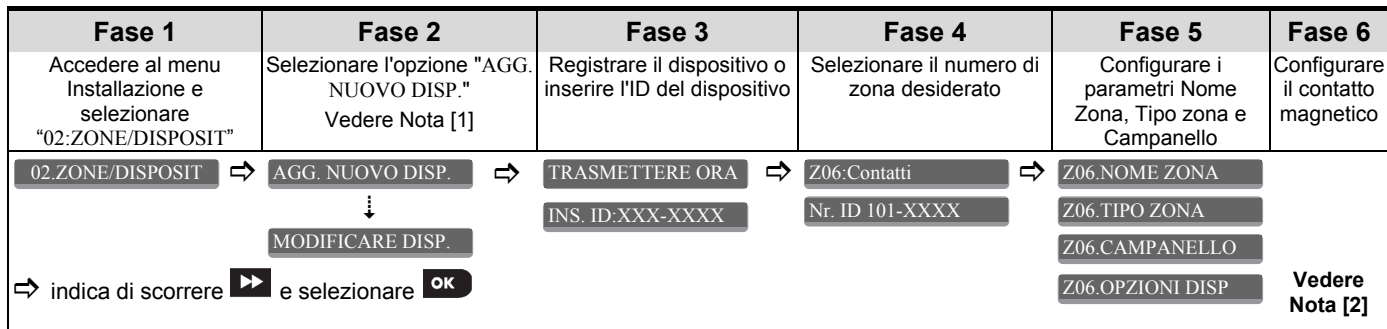 Fase 1
Fase 2
Fase 3
Fase 4
Fase 5
Fase 6
Accedere al menu
Installazione e
selezionare
“02:ZONE/DISPOSIT”
Selezionare l'opzione "AGG.
NUOVO DISP."
Vedere Nota [1]
Registrare il dispositivo o
inserire l'ID del dispositivo
Selezionare il numero di
zona desiderato
Configurare i
parametri Nome
Zona, Tipo zona e
Campanello
Configurare
il contatto
magnetico
02.ZONE/DISPOSIT
AGG. NUOVO DISP.
MODIFICARE DISP.
TRASMETTERE ORA
INS. ID:XXX-XXXX
Z06:Contatti
Nr. ID 101-XXXX
Z06.NOME ZONA
Z06.TIPO ZONA
Z06.CAMPANELLO
Z06.OPZIONI DISP
Vedere
Nota [2]
⇨ indica di scorrere e selezionare OK